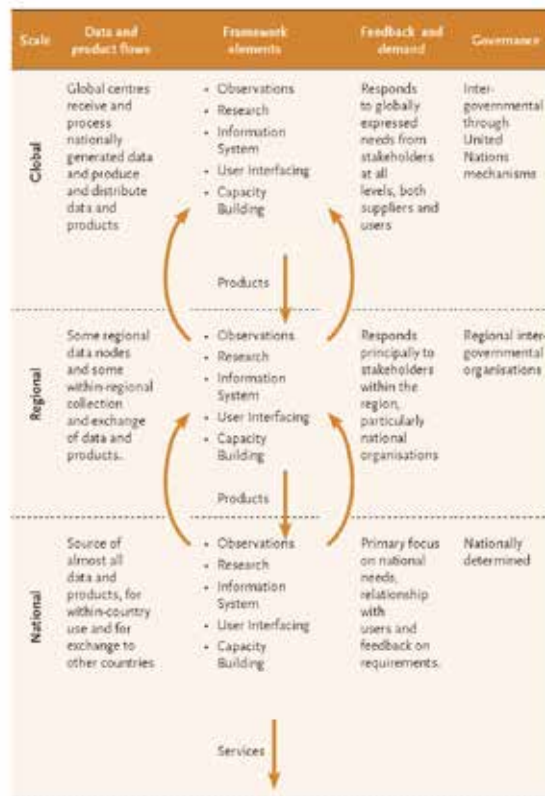 Scale
Data and
product flows
Framework
elements
Feedback and
demand
Governance
Global
Global centres
receive and
process
nationally
generated data
and produce
and distribute
data and
products
• Observations
• Research
• Information
System
• User Interfacing
• Capacity
Building
Responds
to globally
expressed
needs from
stakeholders
at all
levels, both
suppliers and
users
Inter-
governmental
through
United
Nations
mechanisms
Products
Regional
Some regional
data nodes
and some
within-regional
collection
and exchange
of data and
products.
• Observations
• Research
• Information
System
• User Interfacing
• Capacity
Building
Responds
principally to
stakeholders
within the
region,
particularly
national
organisations
Regional inter-
governmental
organisations
Products
National
Source of
almost all
data and
products, for
within-country
use and for
exchange to
other countries
• Observations
• Research
• Information
System
• User Interfacing
• Capacity
Building
Primary focus
on national
needs,
relationship
with
users and
feedback on
requirements.
Nationally
determined
Services